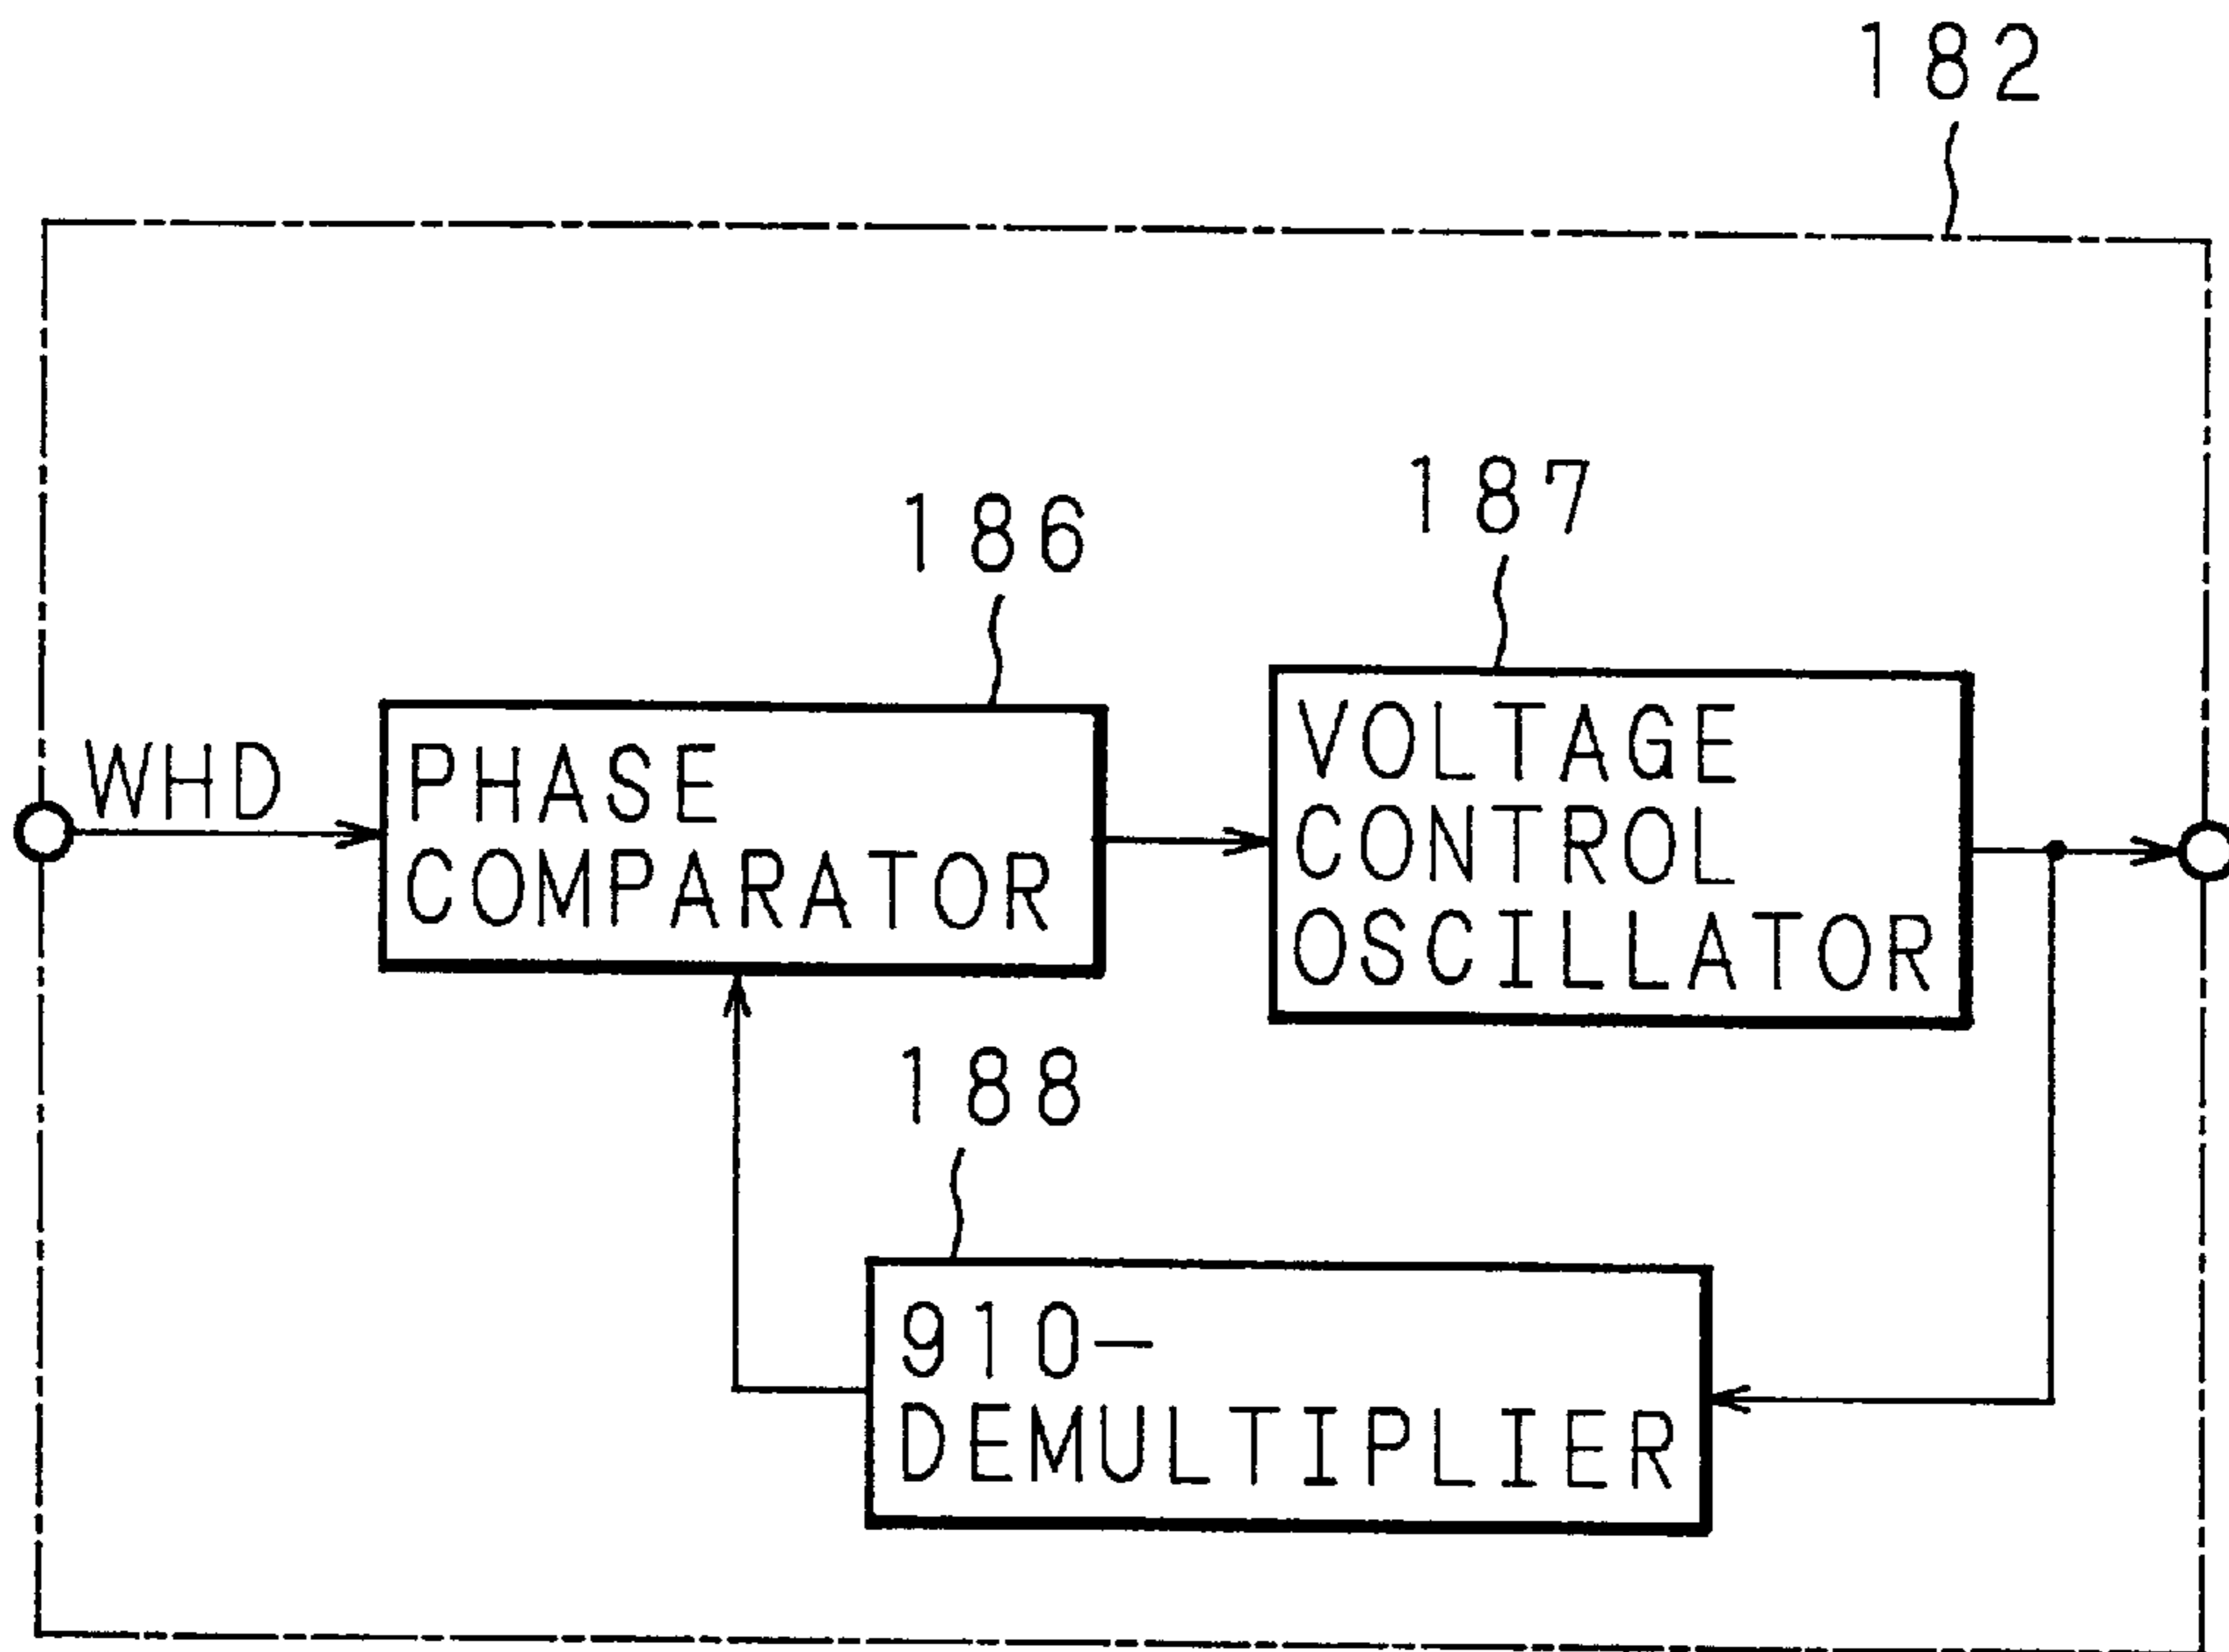 182
186
187
WHD
PHASE
COMPARATOR
VOLTAGE
CONTROL
OSCILLATOR
188
910-
DEMULTIPLIER